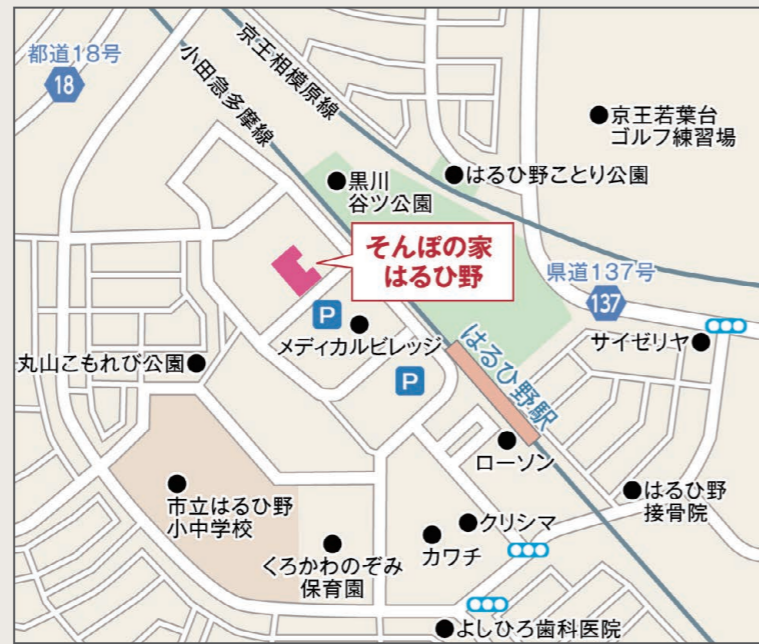 都道18号
18
京王相模原線
小田急多摩線
京王若葉台
ゴルフ練習場
はるひ野ことり公園
黒川
谷ツ公園
そんぽの家
はるひ野
県道137号
137
P
メディカルビレッジ
サイゼリヤ
はるひ野駅
丸山こもれび公園
P
ローソン
市立はるひ野
小中学校
はるひ野
接骨院
クリシマ
カワチ
くろかわのぞみ
保育園
よしひろ歯科医院